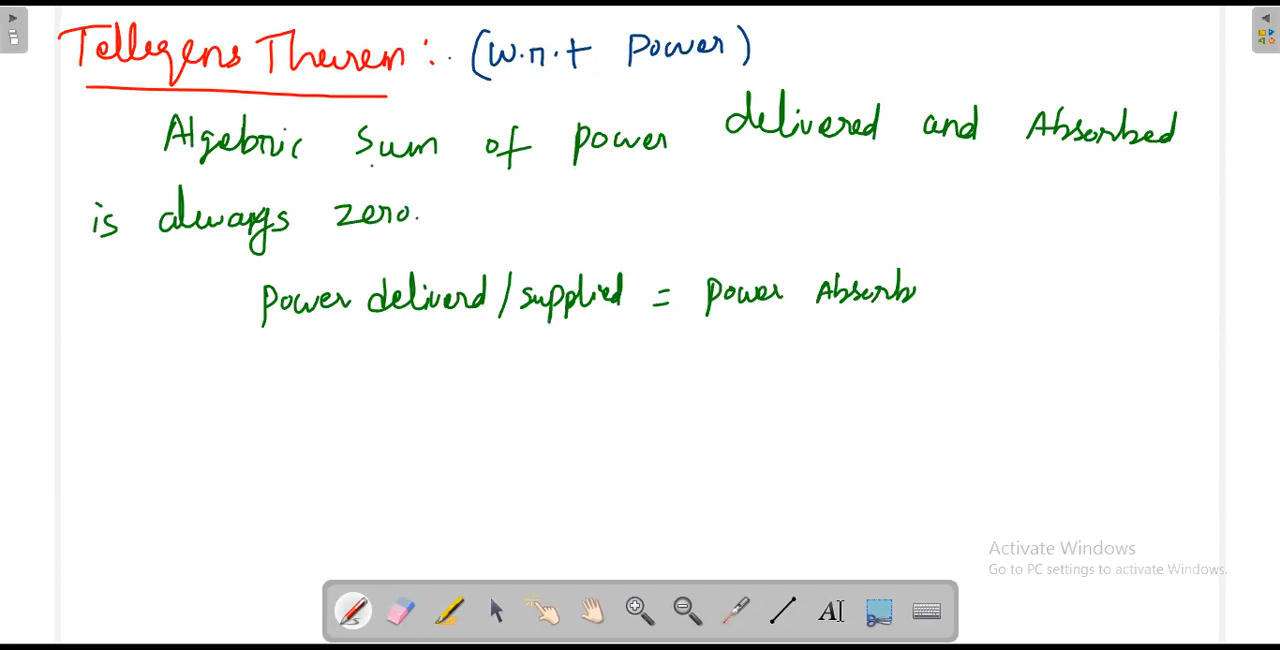 Tellegens Theorem : (w.r.t Power)
Algebric sum of power delivered and Absorbed
is always zero.
Power deliverd / supplied = Power Absorb
Activate Windows
Go to PC settings to activate Windows.
AI